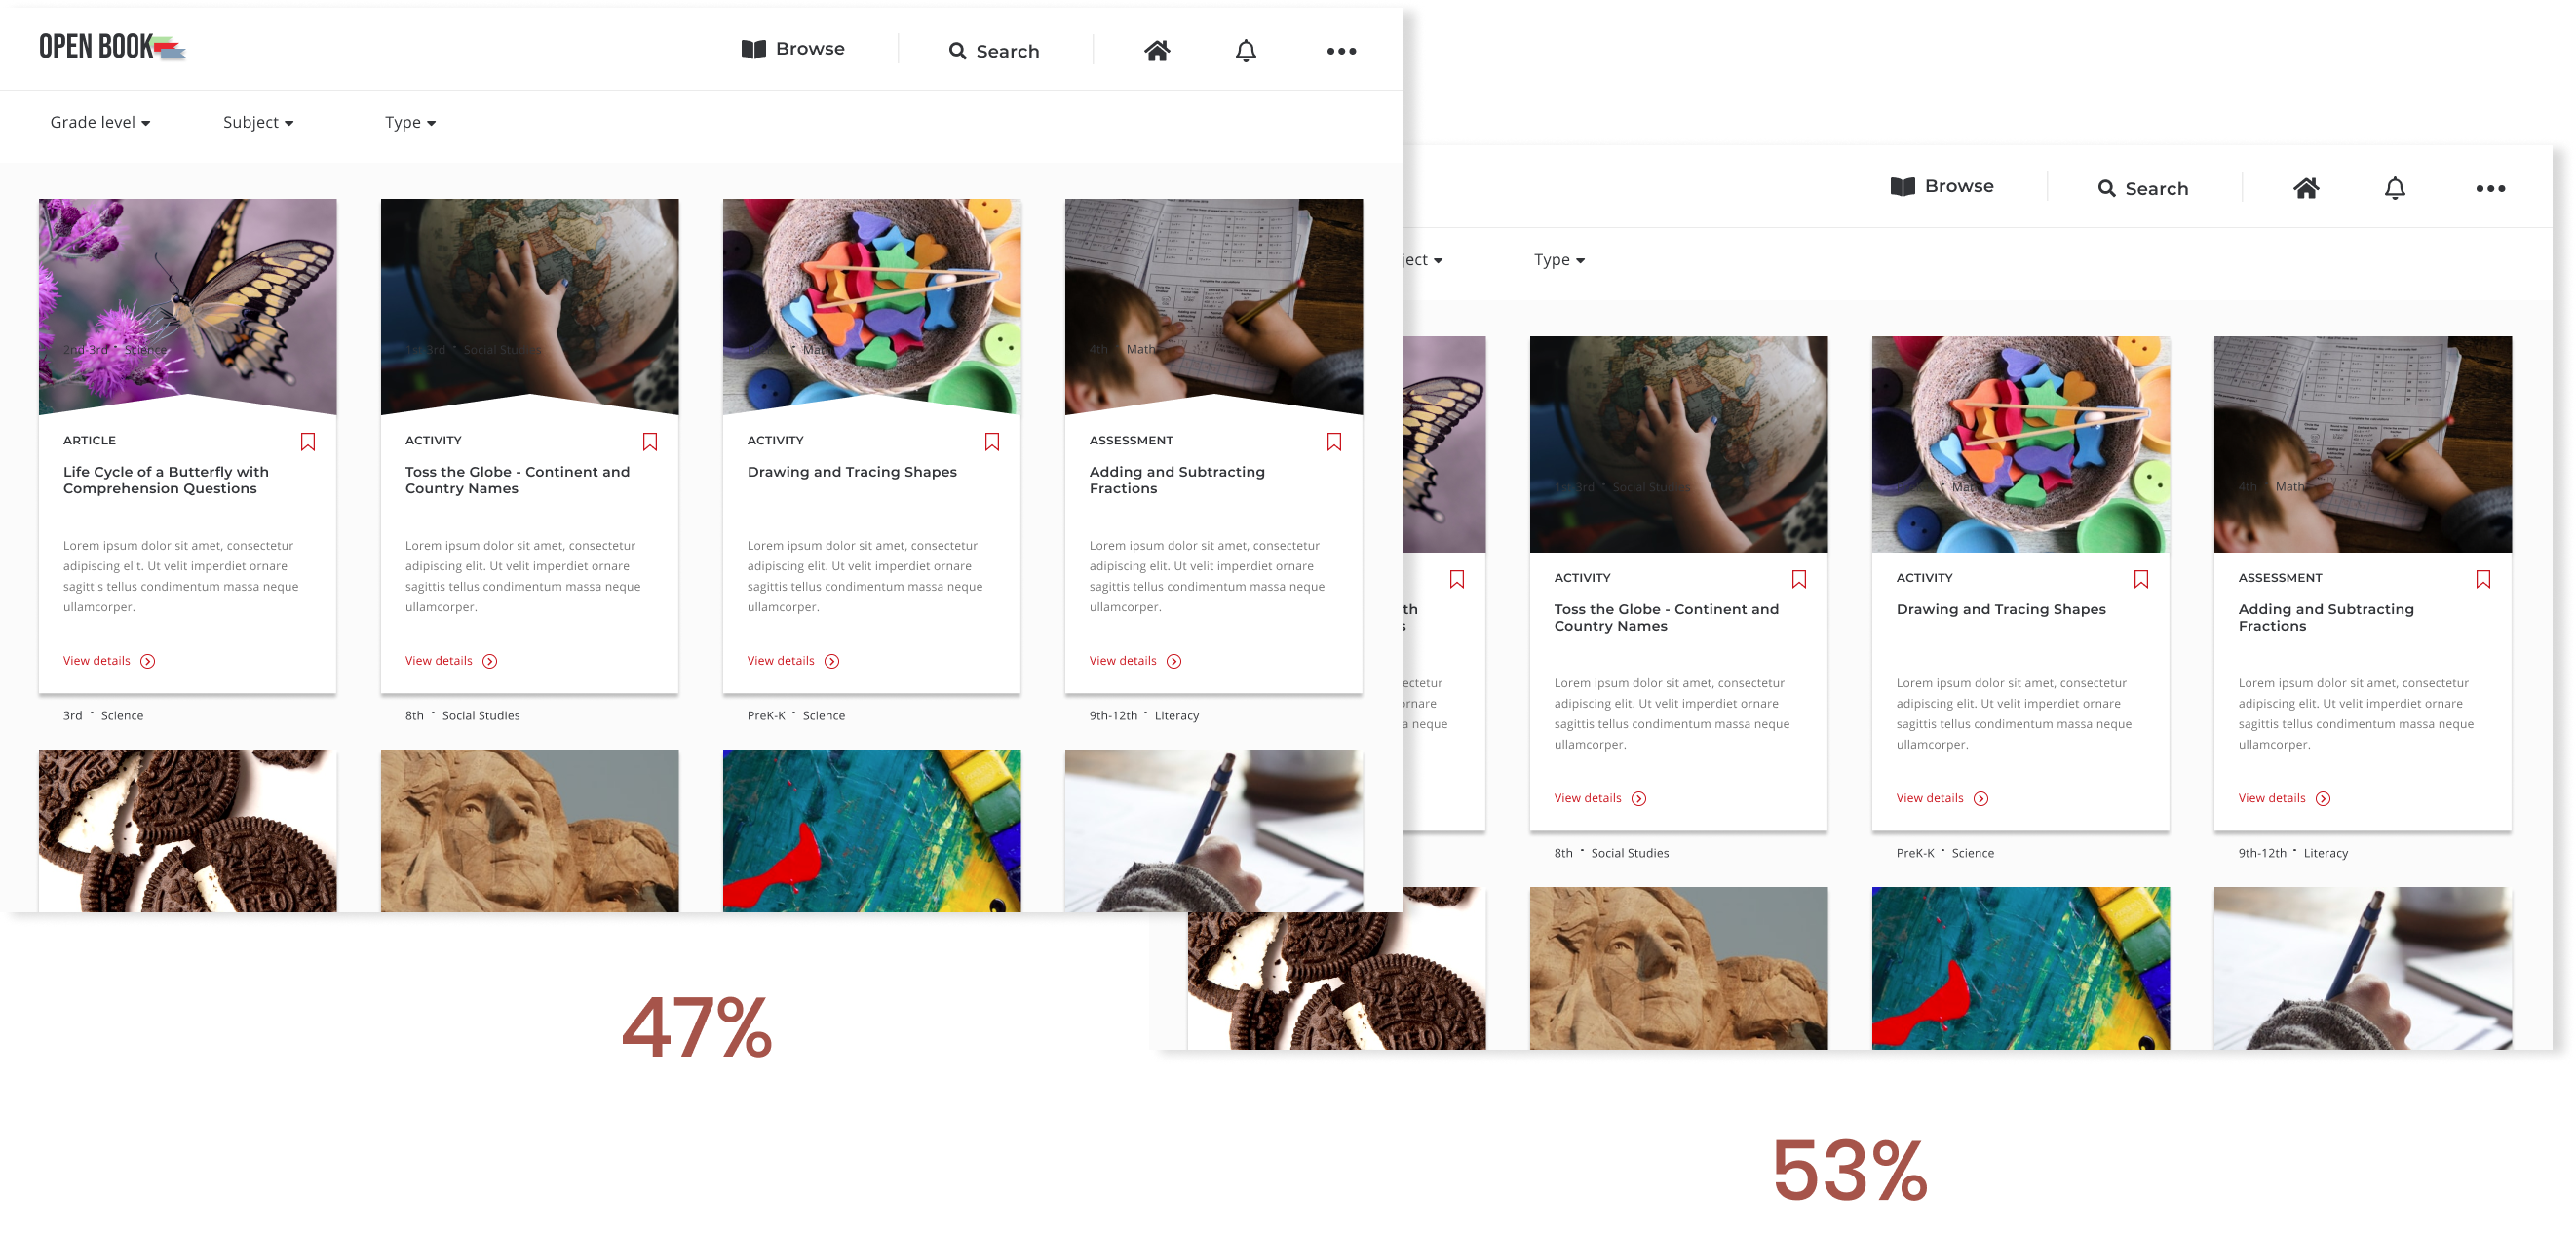 OPEN BOOK
Browse
Search
Grade level
Subject
Type
2nd-3rd · Science
1st-3rd · Social Studies
Math
4th · Math
ARTICLE
Life Cycle of a Butterfly with
Comprehension Questions
Lorem ipsum dolor sit amet, consectetur
adipiscing elit. Ut velit imperdiet ornare
sagittis tellus condimentum massa neque
ullamcorper.
View details
ACTIVITY
Toss the Globe - Continent and
Country Names
Lorem ipsum dolor sit amet, consectetur
adipiscing elit. Ut velit imperdiet ornare
sagittis tellus condimentum massa neque
ullamcorper.
View details
ACTIVITY
Drawing and Tracing Shapes
Lorem ipsum dolor sit amet, consectetur
adipiscing elit. Ut velit imperdiet ornare
sagittis tellus condimentum massa neque
ullamcorper.
View details
ASSESSMENT
Adding and Subtracting
Fractions
Lorem ipsum dolor sit amet, consectetur
adipiscing elit. Ut velit imperdiet ornare
sagittis tellus condimentum massa neque
ullamcorper.
View details
3rd · Science
8th · Social Studies
PreK-K · Science
9th-12th · Literacy
47%
Browse
Search
ject
Type
1st-3rd · Social Studies
Math
4th · Math
th
s
ectetur
ornare
a neque
ACTIVITY
Toss the Globe - Continent and
Country Names
Lorem ipsum dolor sit amet, consectetur
adipiscing elit. Ut velit imperdiet ornare
sagittis tellus condimentum massa neque
ullamcorper.
View details
ACTIVITY
Drawing and Tracing Shapes
Lorem ipsum dolor sit amet, consectetur
adipiscing elit. Ut velit imperdiet ornare
sagittis tellus condimentum massa neque
ullamcorper.
View details
ASSESSMENT
Adding and Subtracting
Fractions
Lorem ipsum dolor sit amet, consectetur
adipiscing elit. Ut velit imperdiet ornare
sagittis tellus condimentum massa neque
ullamcorper.
View details
8th · Social Studies
PreK-K · Science
9th-12th · Literacy
53%